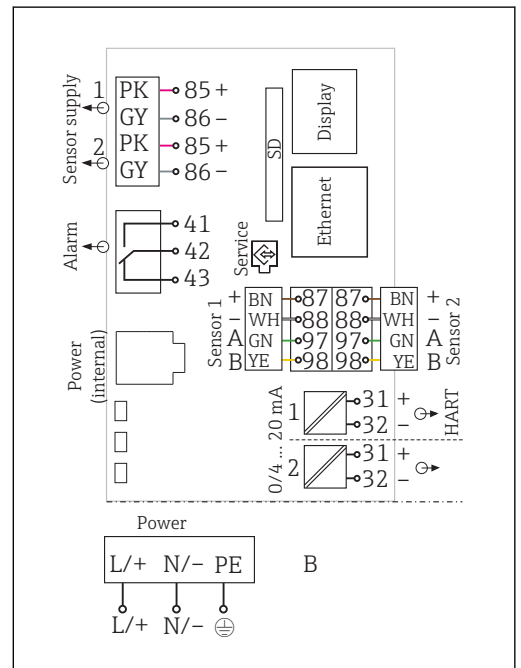 Sensor supply
1 PK 85 +
GY 86 −
2 PK 85 +
GY 86 −
Display
SD
Ethernet
Alarm
41
42
43
Service
Sensor 1
+ BN 87 87 BN +
− WH 88 88 WH −
A GN 97 97 GN A
B YE 98 98 YE B
Sensor 2
Power
(internal)
0/4 ... 20 mA
1 31 +
32 −
HART
2 31 +
32 −
Power
L/+ N/− PE
B
L/+ N/−